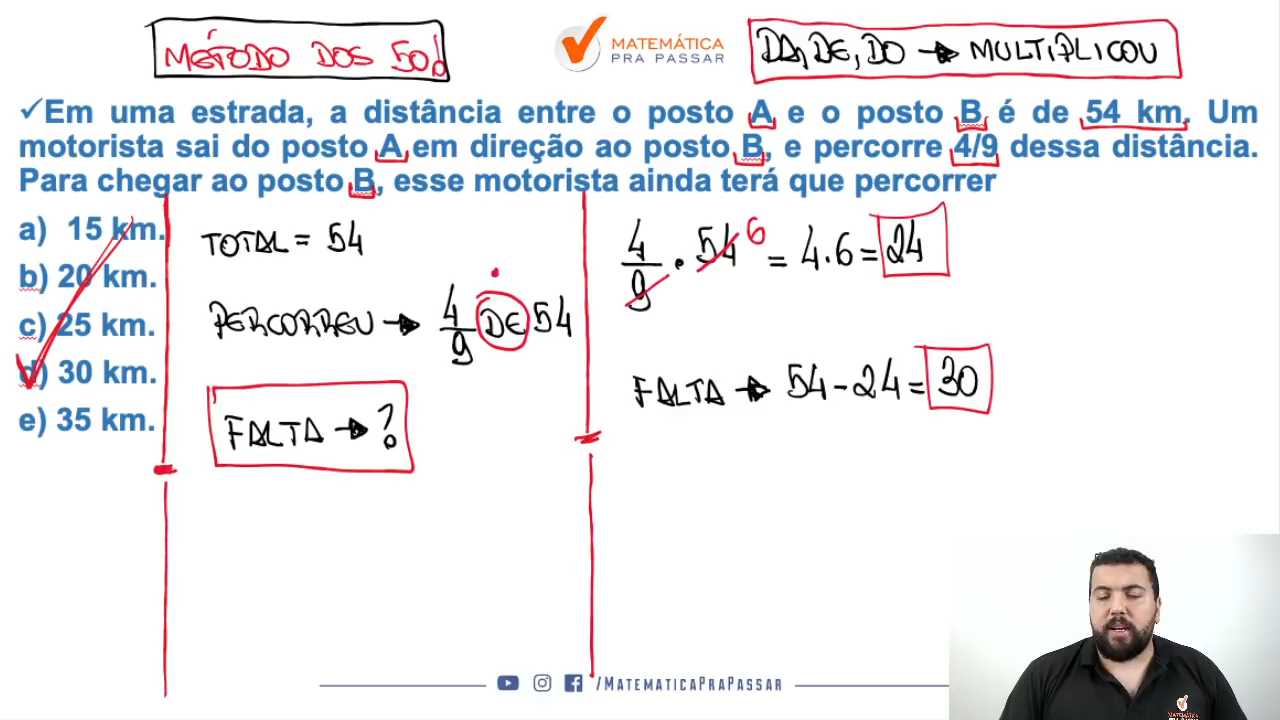 MÉTODO DOS 50!
MATEMÁTICA
PRA PASSAR
DA, DE, DO → MULTIPLICOU
✓Em uma estrada, a distância entre o posto A e o posto B é de 54 km. Um
motorista sai do posto A em direção ao posto B, e percorre 4/9 dessa distância.
Para chegar ao posto B, esse motorista ainda terá que percorrer
a) 15 km.
b) 20 km.
c) 25 km.
d) 30 km.
e) 35 km.
TOTAL = 54
PERCORREU → 4/9 DE 54
FALTA → ?
4/9 . 54 6 = 4.6 = 24
FALTA → 54 - 24 = 30
/MATEMATICAPRAPASSAR
MATEMÁTICA
PRA PASSAR